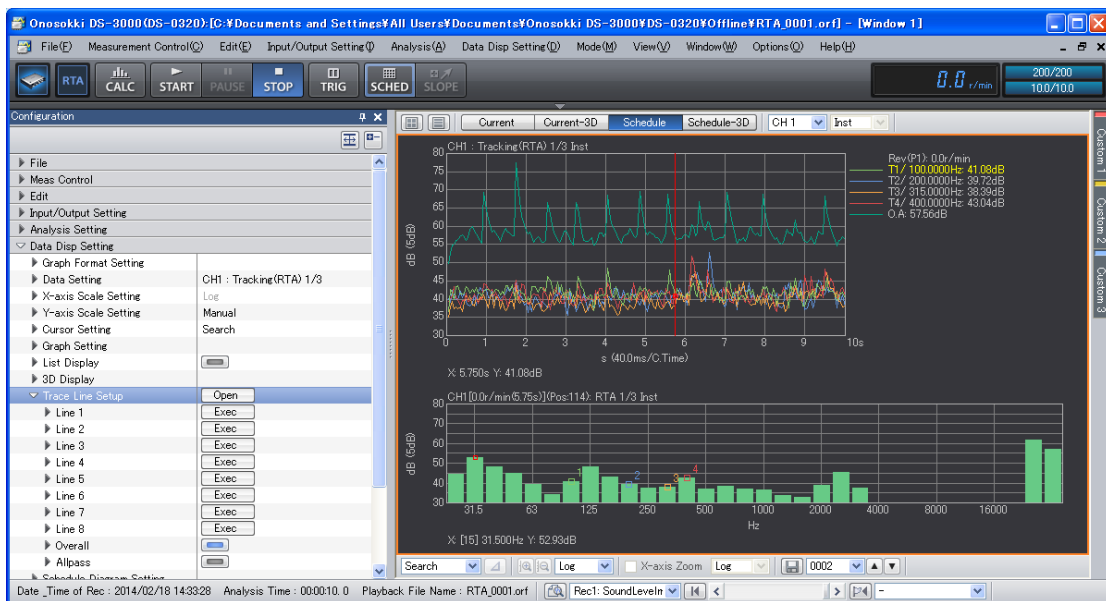 Onosokki DS-3000(DS-0320):[C:¥Documents and Settings¥All Users¥Documents¥Onosokki DS-3000¥DS-0320¥Offline¥RTA_0001.orf] - [Window 1]
File(F) Measurement Control(C) Edit(E) Input/Output Setting(I) Analysis(A) Data Disp Setting(D) Mode(M) View(V) Window(W) Options(O) Help(H)
RTA CALC START PAUSE STOP TRIG SCHED SLOPE 0.0 r/min 200/200
10.0/10.0
Configuration
Current Current-3D Schedule Schedule-3D CH 1 Inst
File
Meas Control
Edit
Input/Output Setting
Analysis Setting
Data Disp Setting
Graph Format Setting
Data Setting CH1 : Tracking(RTA) 1/3
X-axis Scale Setting Log
Y-axis Scale Setting Manual
Cursor Setting Search
Graph Setting
List Display
3D Display
Trace Line Setup Open
Line 1 Exec
Line 2 Exec
Line 3 Exec
Line 4 Exec
Line 5 Exec
Line 6 Exec
Line 7 Exec
Line 8 Exec
Overall
Allpass
Schedule Diagram Setting
CH1 : Tracking(RTA) 1/3 Inst
80
75
70
65
60
55
50
45
40
35
30
dB (5dB)
0 1 2 3 4 5 6 7 8 9 10s
s (40.0ms/C.Time)
X: 5.750s Y: 41.08dB
Rev(P1): 0.0r/min
T1/ 100.0000Hz: 41.08dB
T2/ 200.0000Hz: 39.72dB
T3/ 315.0000Hz: 38.39dB
T4/ 400.0000Hz: 43.04dB
O.A: 57.56dB
CH1[0.0r/min(5.75s)](Pos:114): RTA 1/3 Inst
80
70
60
50
40
30
dB (5dB)
1 2 3 4
31.5 63 125 250 500 1000 2000 4000 8000 16000
Hz
X: [15] 31.500Hz Y: 52.93dB
Custom 1
Custom 2
Custom 3
Search Log X-axis Zoom Log 0002
Date _Time of Rec : 2014/02/18 14:33:28 Analysis Time : 00:00:10. 0 Playback File Name : RTA_0001.orf Rec1: SoundLevelm -